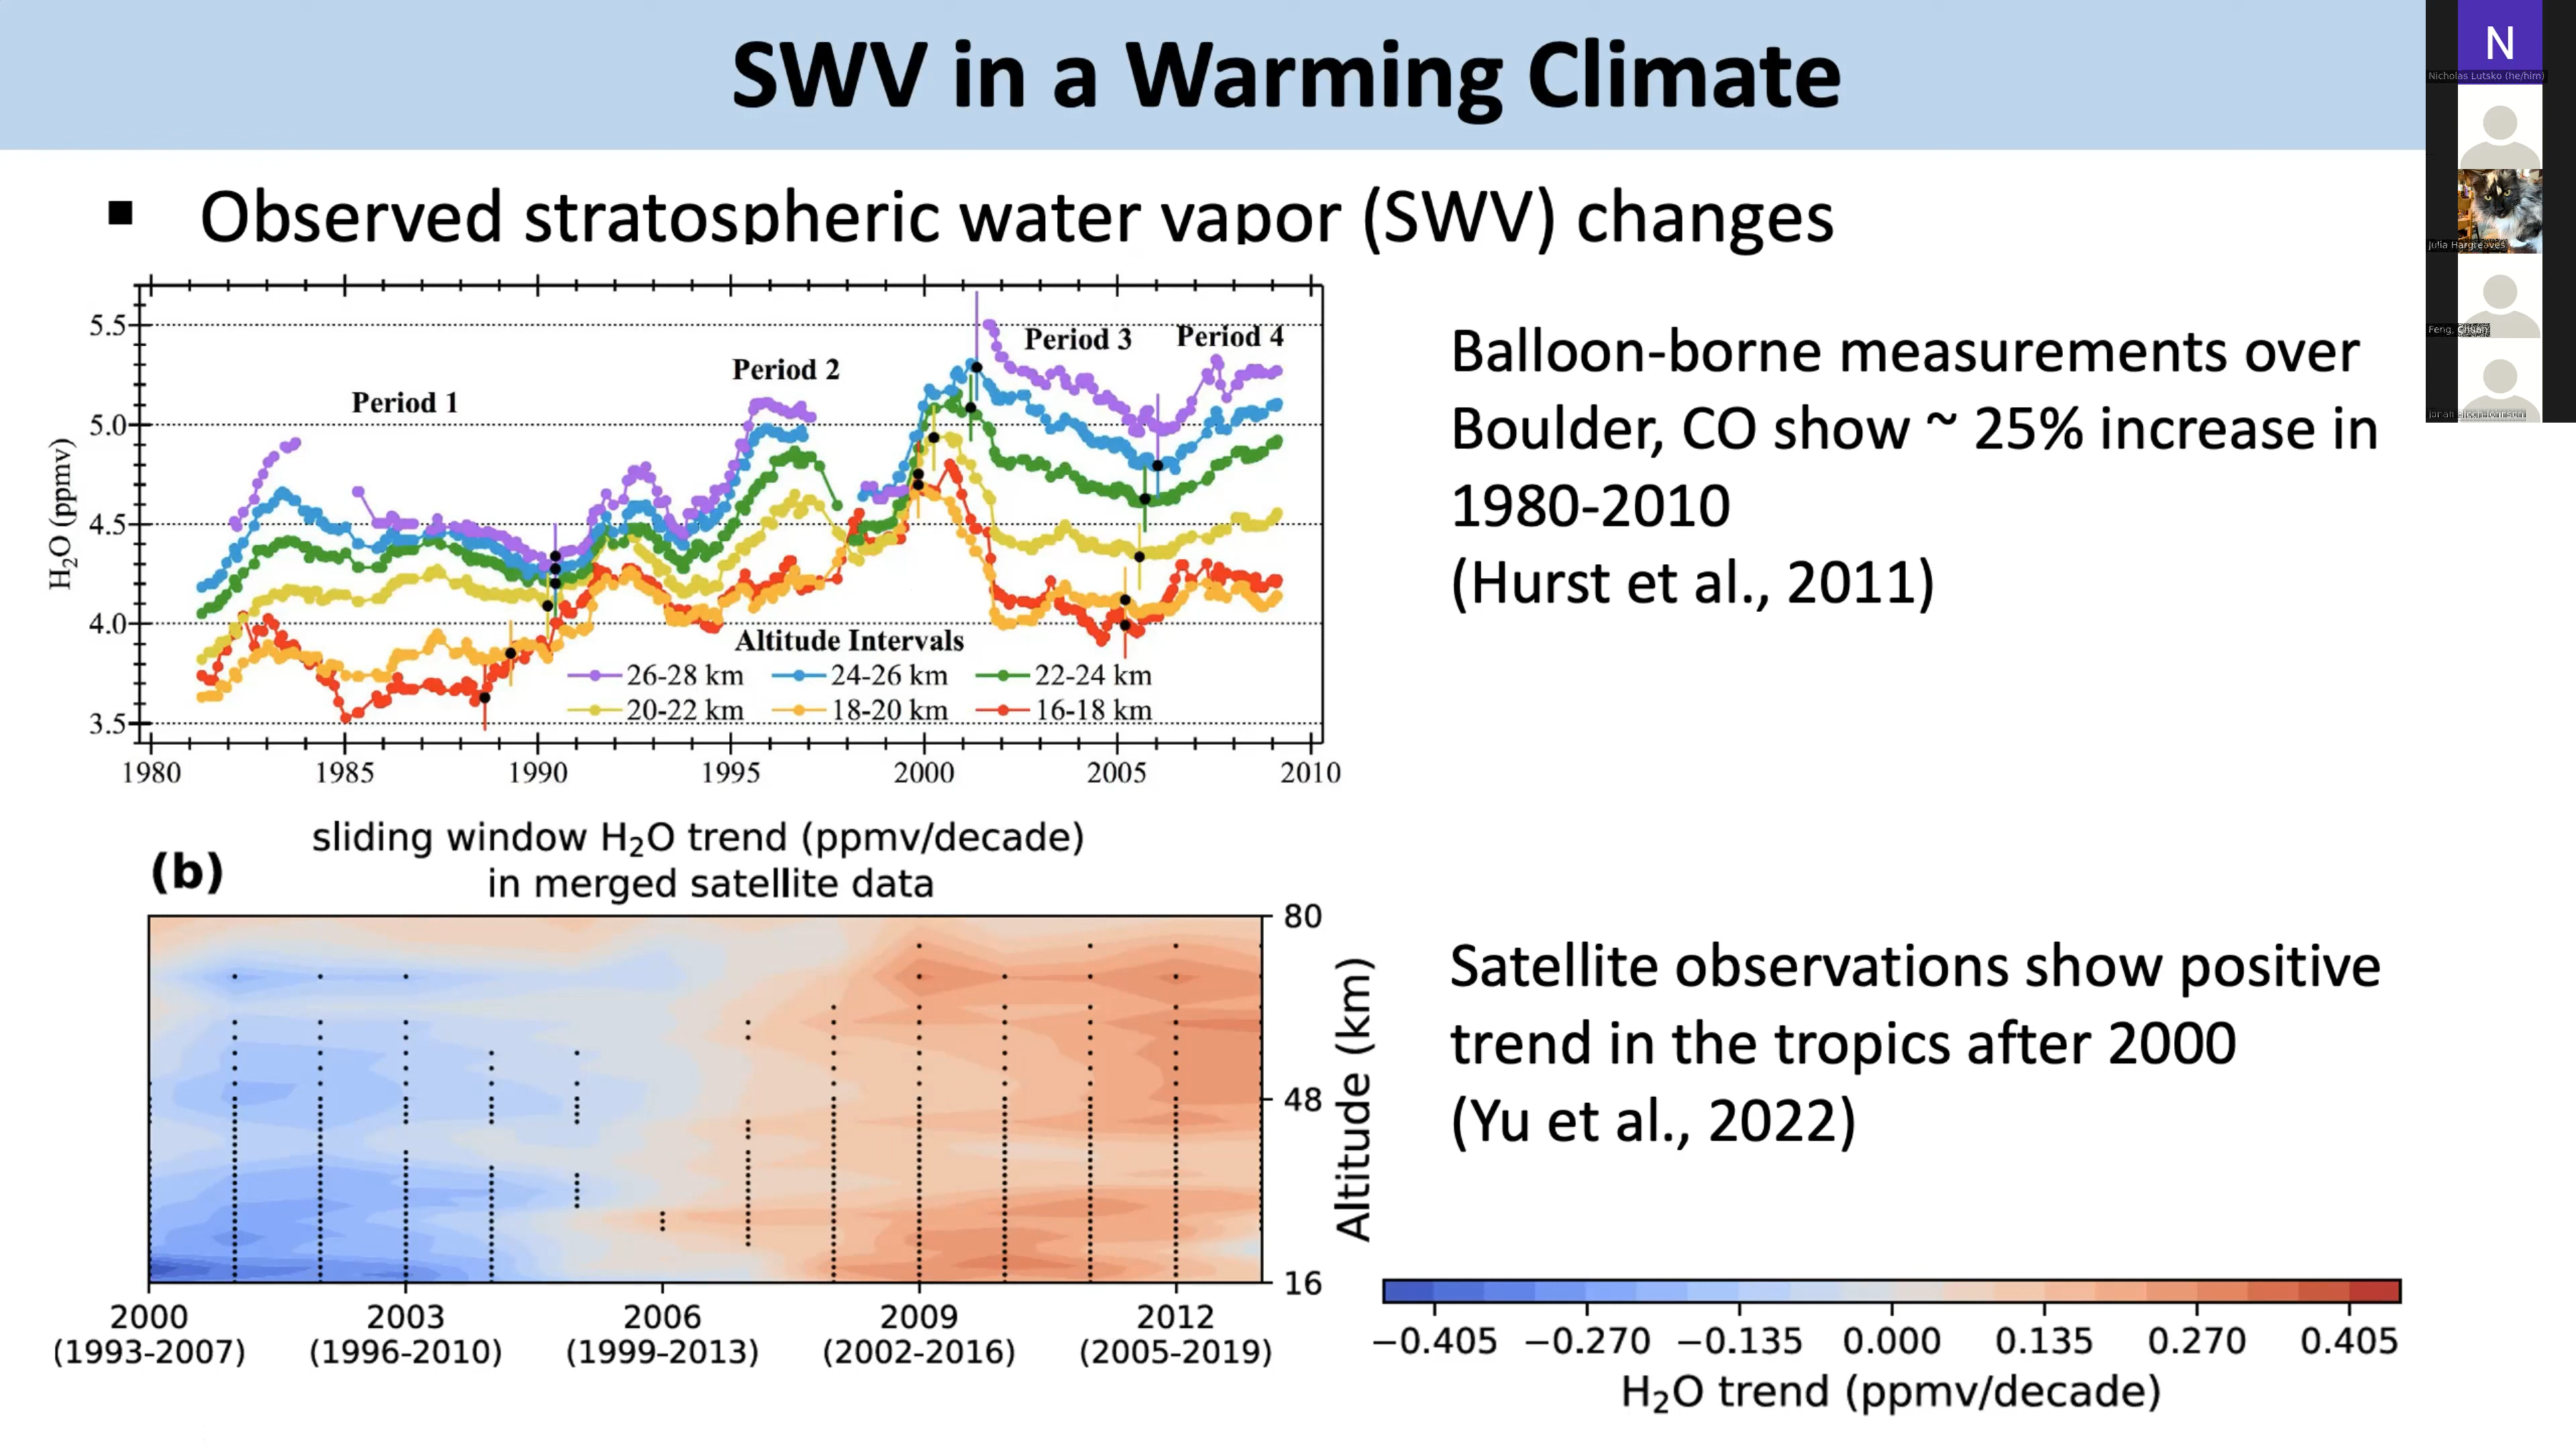 SWV in a Warming Climate
N
Nicholas Lutsko (he/him)
Julia Hargreaves
Feng, Chuan
▪ Observed stratospheric water vapor (SWV) changes
5.5
5.0
4.5
4.0
3.5
H₂O (ppmv)
Period 1
Period 2
Period 3
Period 4
Altitude Intervals
26-28 km 24-26 km 22-24 km
20-22 km 18-20 km 16-18 km
1980 1985 1990 1995 2000 2005 2010
Balloon-borne measurements over
Boulder, CO show ~ 25% increase in
1980-2010
(Hurst et al., 2011)
(b)
sliding window H₂O trend (ppmv/decade)
in merged satellite data
80
48
16
Altitude (km)
2000 2003 2006 2009 2012
(1993-2007) (1996-2010) (1999-2013) (2002-2016) (2005-2019)
Satellite observations show positive
trend in the tropics after 2000
(Yu et al., 2022)
−0.405 −0.270 −0.135 0.000 0.135 0.270 0.405
H₂O trend (ppmv/decade)